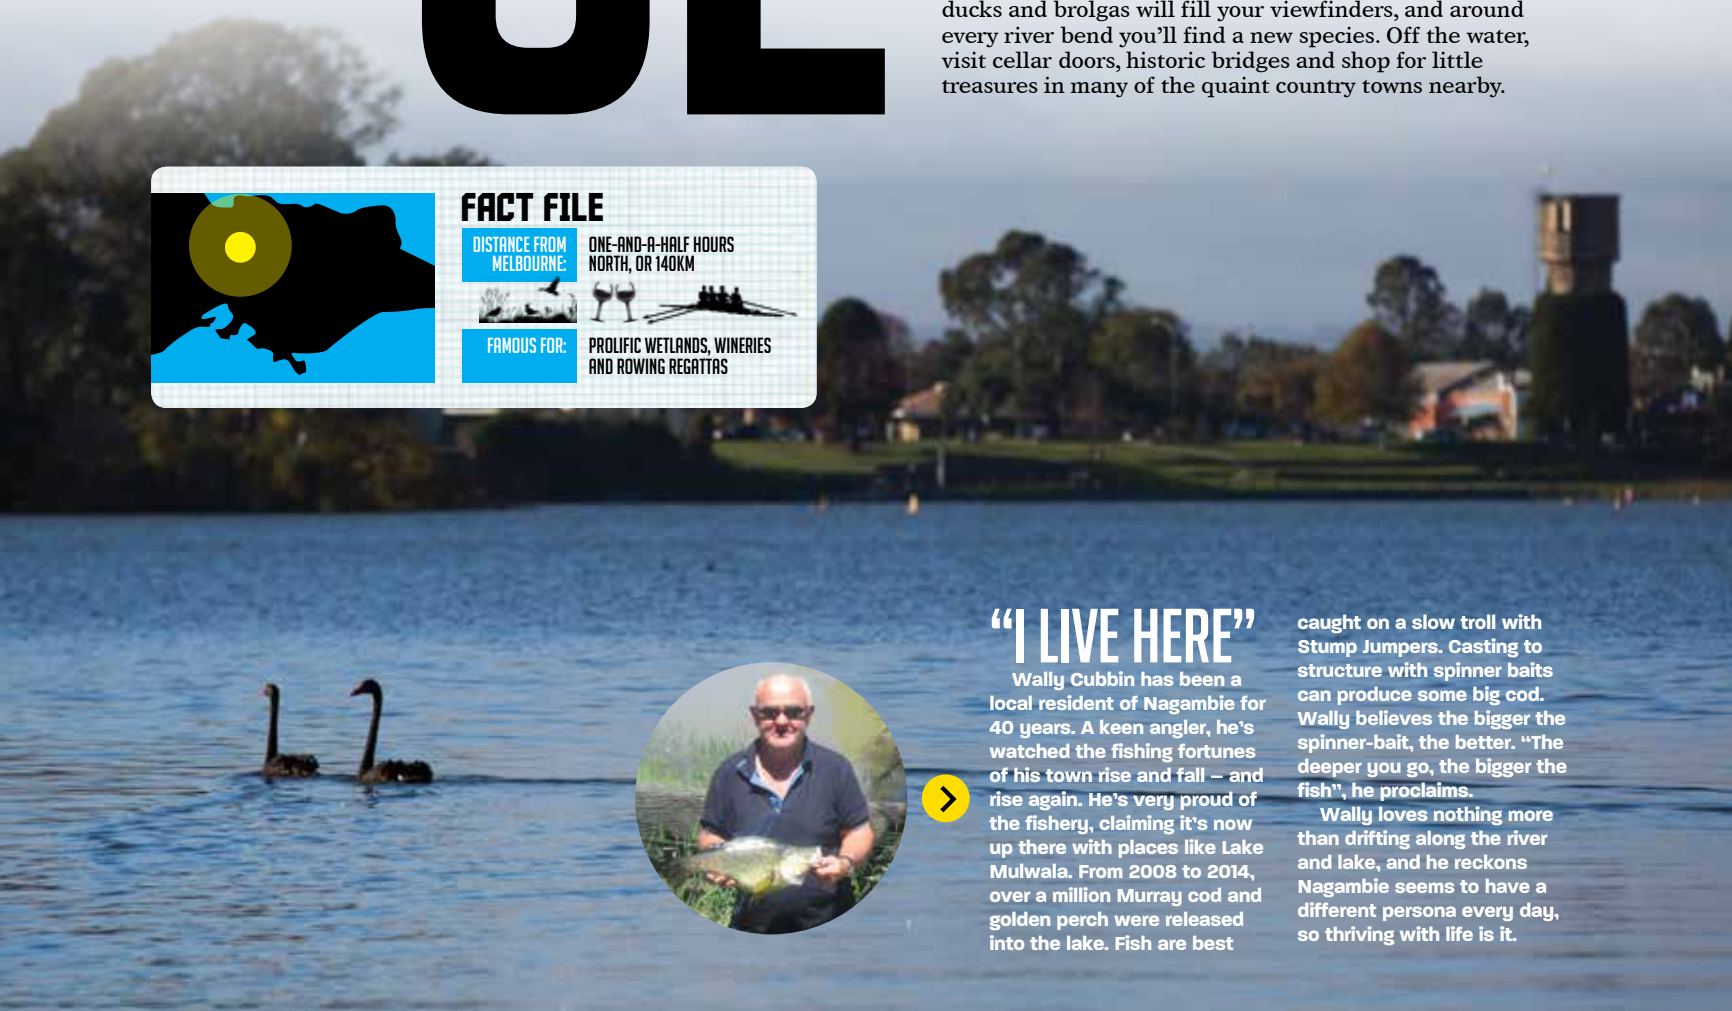 ducks and brolgas will fill your viewfinders, and around
every river bend you’ll find a new species. Off the water,
visit cellar doors, historic bridges and shop for little
treasures in many of the quaint country towns nearby.
FACT FILE
DISTANCE FROM
MELBOURNE:
ONE-AND-A-HALF HOURS
NORTH, OR 140KM
FAMOUS FOR:
PROLIFIC WETLANDS, WINERIES
AND ROWING REGATTAS
“I LIVE HERE”
Wally Cubbin has been a
local resident of Nagambie for
40 years. A keen angler, he’s
watched the fishing fortunes
of his town rise and fall – and
rise again. He’s very proud of
the fishery, claiming it’s now
up there with places like Lake
Mulwala. From 2008 to 2014,
over a million Murray cod and
golden perch were released
into the lake. Fish are best
caught on a slow troll with
Stump Jumpers. Casting to
structure with spinner baits
can produce some big cod.
Wally believes the bigger the
spinner-bait, the better. “The
deeper you go, the bigger the
fish”, he proclaims.
Wally loves nothing more
than drifting along the river
and lake, and he reckons
Nagambie seems to have a
different persona every day,
so thriving with life is it.